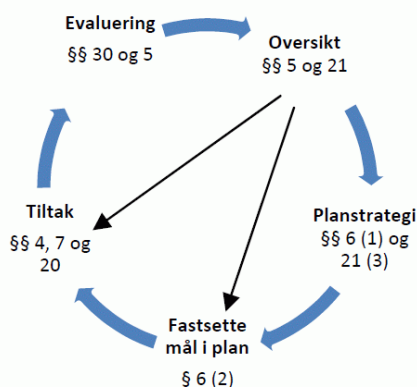 Evaluering
§§ 30 og 5
Oversikt
§§ 5 og 21
Planstrategi
§§ 6 (1) og
21 (3)
Fastsette
mål i plan
§ 6 (2)
Tiltak
§§ 4, 7 og
20